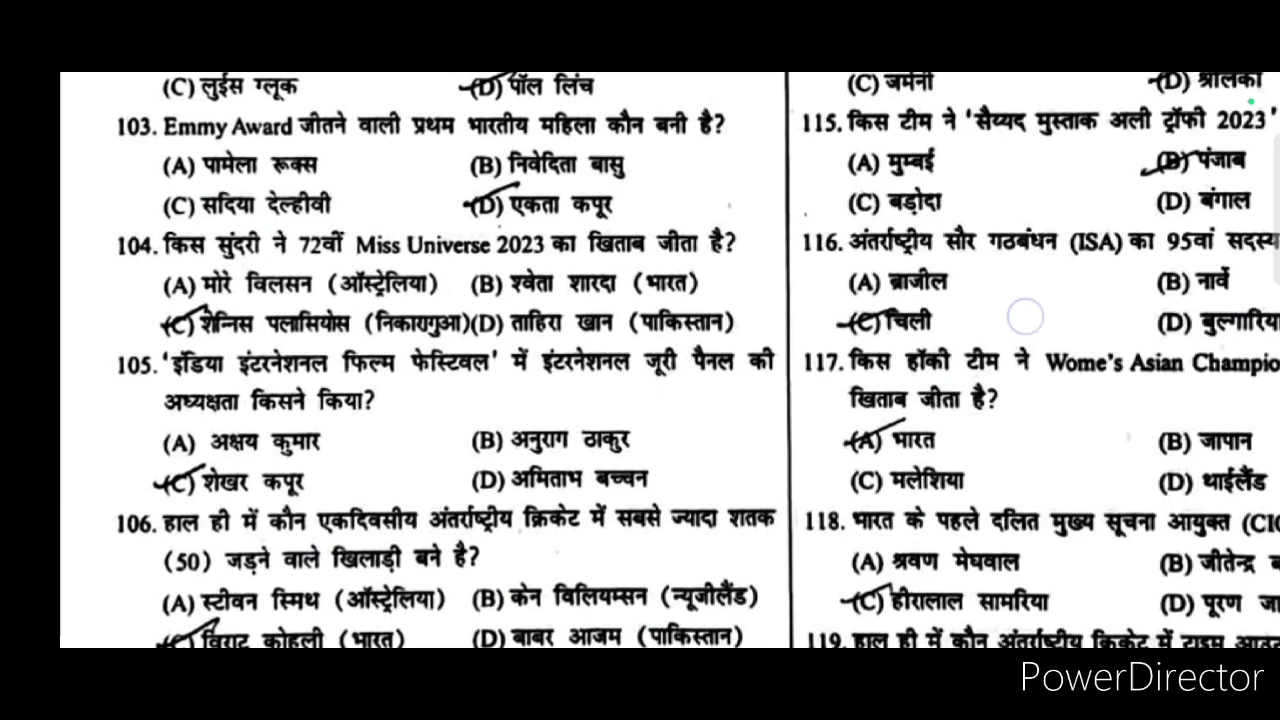 (C) लुईस ग्लूक (D) पॉल लिंच
103. Emmy Award जीतने वाली प्रथम भारतीय महिला कौन बनी है?
(A) पामेला रूक्स (B) निवेदिता बासु
(C) सदिया देल्हीवी (D) एकता कपूर
104. किस सुंदरी ने 72वीं Miss Universe 2023 का खिताब जीता है?
(A) मोरे विलसन (ऑस्ट्रेलिया) (B) श्वेता शारदा (भारत)
(C) शेन्निस पलासियोस (निकारागुआ)(D) ताहिरा खान (पाकिस्तान)
105. 'इंडिया इंटरनेशनल फिल्म फेस्टिवल' में इंटरनेशनल जूरी पैनल की
अध्यक्षता किसने किया?
(A) अक्षय कुमार (B) अनुराग ठाकुर
(C) शेखर कपूर (D) अमिताभ बच्चन
106. हाल ही में कौन एकदिवसीय अंतर्राष्ट्रीय क्रिकेट में सबसे ज्यादा शतक
(50) जड़ने वाले खिलाड़ी बने है?
(A) स्टीवन स्मिथ (ऑस्ट्रेलिया) (B) केन विलियम्सन (न्यूजीलैंड)
(C) विराट कोहली (भारत) (D) बाबर आजम (पाकिस्तान)
(C) जर्मनी (D) श्रीलंका
115. किस टीम ने 'सैय्यद मुस्ताक अली ट्रॉफी 2023'
(A) मुम्बई (B) पंजाब
(C) बड़ोदा (D) बंगाल
116. अंतर्राष्ट्रीय सौर गठबंधन (ISA) का 95वां सदस्य
(A) ब्राजील (B) नार्वे
(C) चिली (D)
117. किस हॉकी टीम ने Wome's Asian
खिताब जीता है?
(A) भारत (B) जापान
(C) मलेशिया (D) थाईलैंड
118. भारत के पहले दलित मुख्य सूचना आयुक्त
(A) श्रवण मेघवाल (B) जीतेन्द्र
(C) हीरालाल सामरिया (D) पूरण
119. हाल ही में कौन अंतर्राष्ट्रीय क्रिकेट में टाइम
PowerDirector